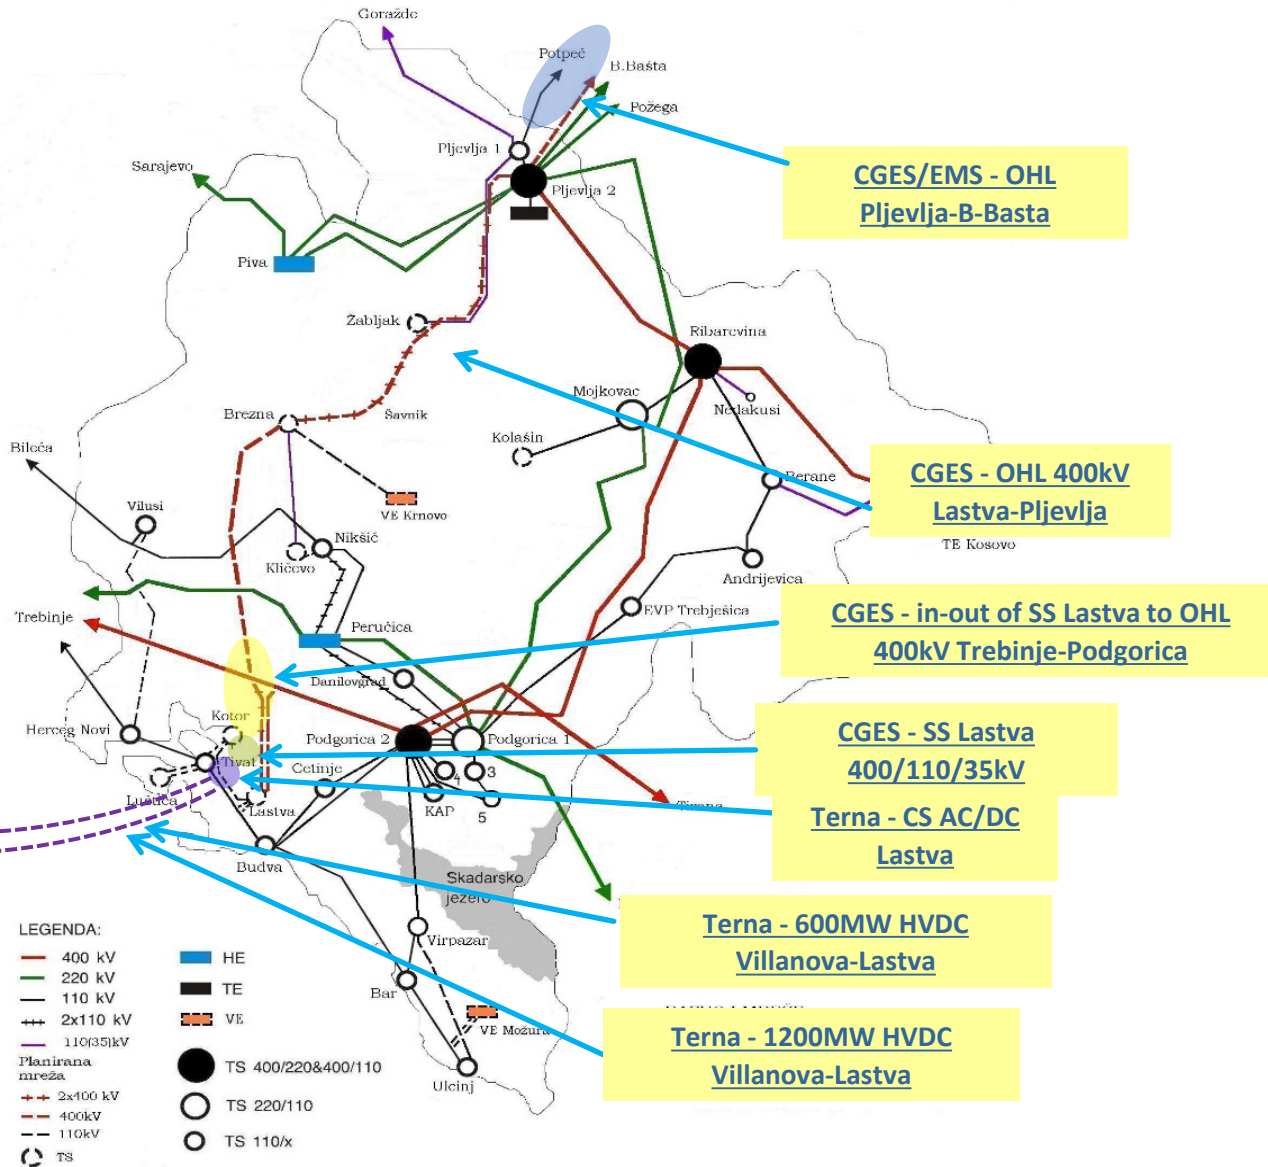 Goražde
Potpeć
B.Bašta
Požega
Pljevlja 1
Sarajevo
Pljevlja 2
CGES/EMS - OHL
Pljevlja-B-Basta
Piva
Žabljak
Ribarevina
Mojkovac
Nedakusi
Brezna
Šavnik
Kolašin
Bileća
Berane
CGES - OHL 400kV
Lastva-Pljevlja
VE Krnovo
Vilusi
Nikšić
TE Kosovo
Kličevo
Andrijevica
EVP Trebješica
CGES - in-out of SS Lastva to OHL
400kV Trebinje-Podgorica
Trebinje
Perućica
Danilovgrad
Kotor
Herceg Novi
Podgorica 2
Podgorica 1
CGES - SS Lastva
400/110/35kV
Tivat
Cetinje
4
3
Luštica
Lastva
KAP
5
Tirana
Terna - CS AC/DC
Lastva
Budva
Skadarsko
jezero
Terna - 600MW HVDC
Villanova-Lastva
LEGENDA:
400 kV
220 kV
110 kV
2x110 kV
110(35)kV
Planirana
mreža
2x400 kV
400kV
110kV
TS
HE
TE
VE
TS 400/220&400/110
TS 220/110
TS 110/x
Virpazar
Bar
VE Možura
Ulcinj
Terna - 1200MW HVDC
Villanova-Lastva